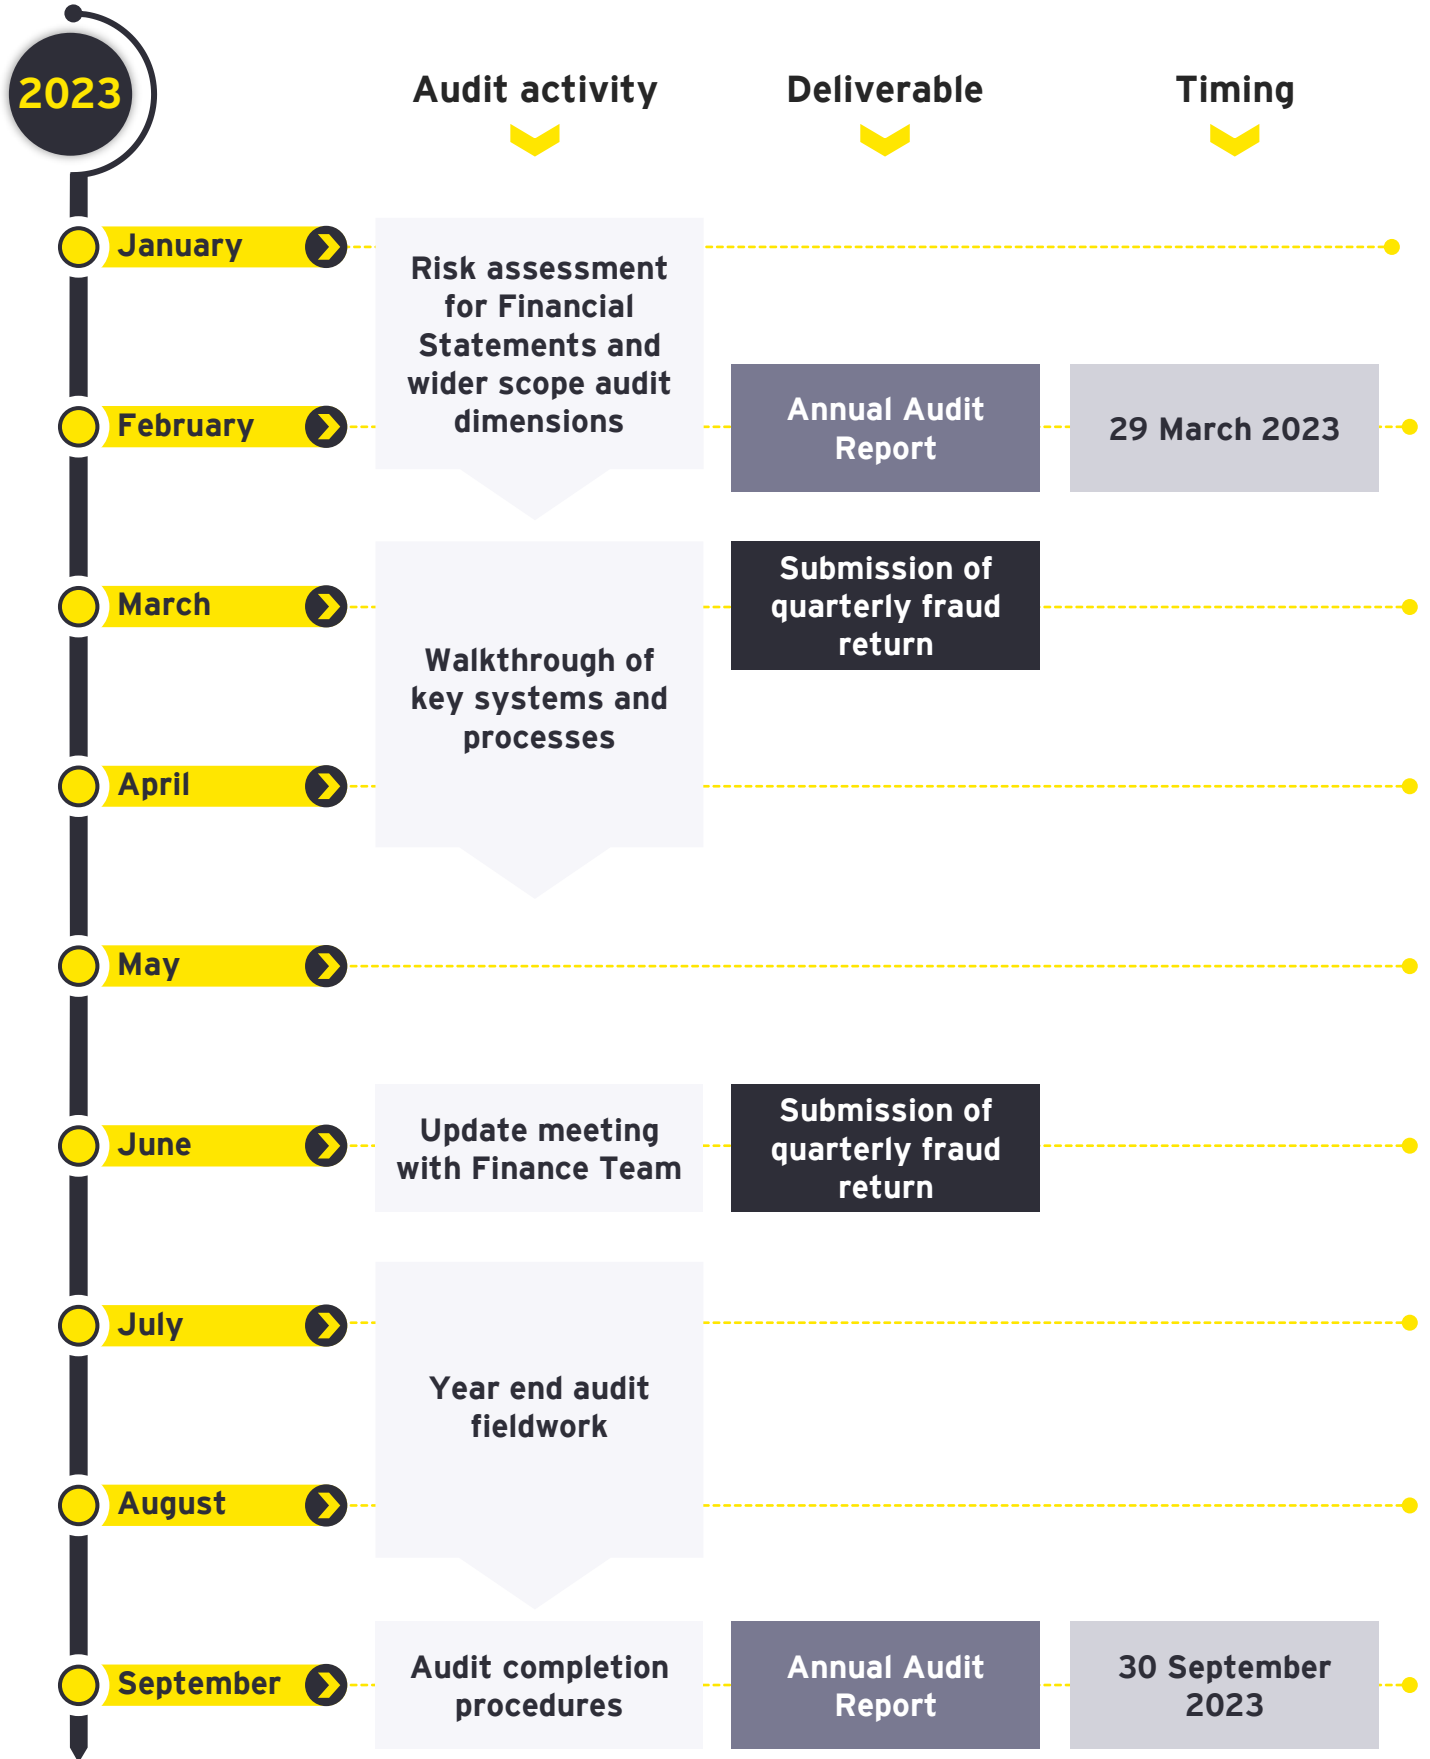 2023
Audit activity
Deliverable
Timing
January
Risk assessment
for Financial
Statements and
wider scope audit
dimensions
February
Annual Audit
Report
29 March 2023
March
Walkthrough of
key systems and
processes
Submission of
quarterly fraud
return
April
May
June
Update meeting
with Finance Team
Submission of
quarterly fraud
return
July
Year end audit
fieldwork
August
September
Audit completion
procedures
Annual Audit
Report
30 September
2023